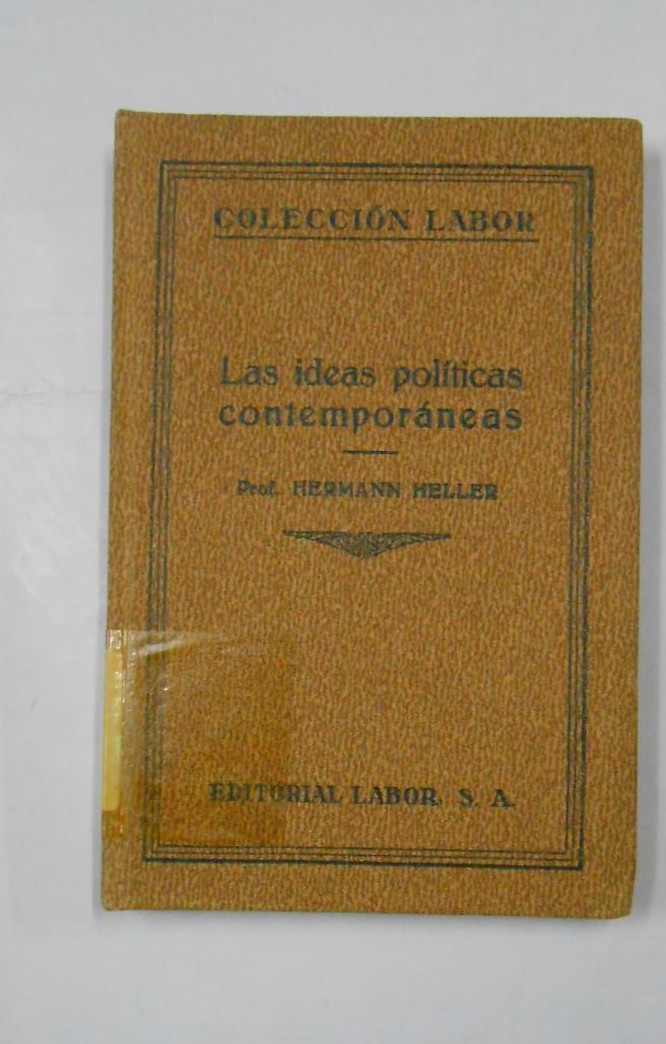 COLECCIÓN LABOR
Las ideas políticas
contemporáneas
Prof. HERMANN HELLER
EDITORIAL LABOR, S. A.